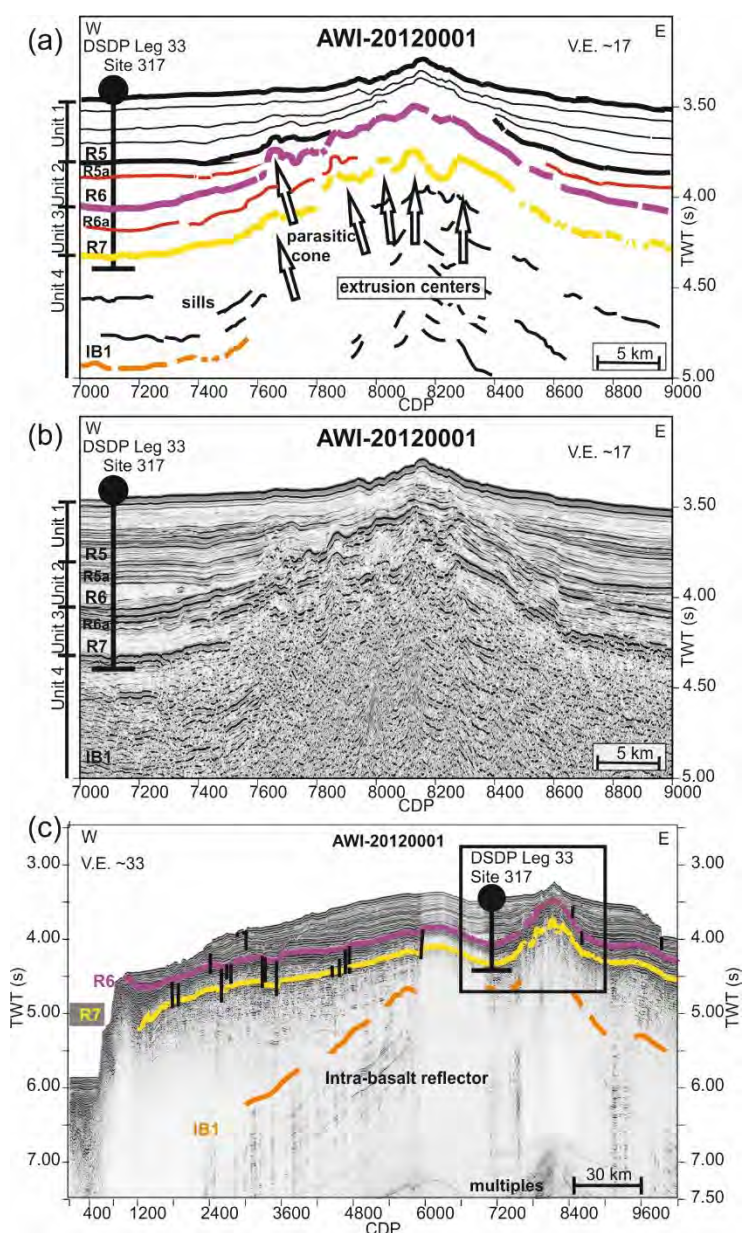 (a)
W
DSDP Leg 33
Site 317
AWI-20120001
V.E. ~17
E
Unit 1
Unit 2
Unit 3
Unit 4
R5
R5a
R6
R6a
R7
IB1
parasitic
cone
sills
extrusion centers
5 km
3.50
4.00
4.50
5.00
TWT (s)
7000 7200 7400 7600 7800 8000 8200 8400 8600 8800 9000
CDP
(b)
W
DSDP Leg 33
Site 317
AWI-20120001
V.E. ~17
E
Unit 1
Unit 2
Unit 3
Unit 4
R5
R5a
R6
R6a
R7
IB1
5 km
3.50
4.00
4.50
5.00
TWT (s)
7000 7200 7400 7600 7800 8000 8200 8400 8600 8800 9000
CDP
(c)
W
V.E. ~33
AWI-20120001
E
DSDP Leg 33
Site 317
3.00
4.00
5.00
6.00
7.00
TWT (s)
R6
R7
IB1
Intra-basalt reflector
multiples
30 km
3.00
4.00
5.00
6.00
7.00
7.50
TWT (s)
400 1200 2400 3600 4800 6000 7200 8400 9600
CDP